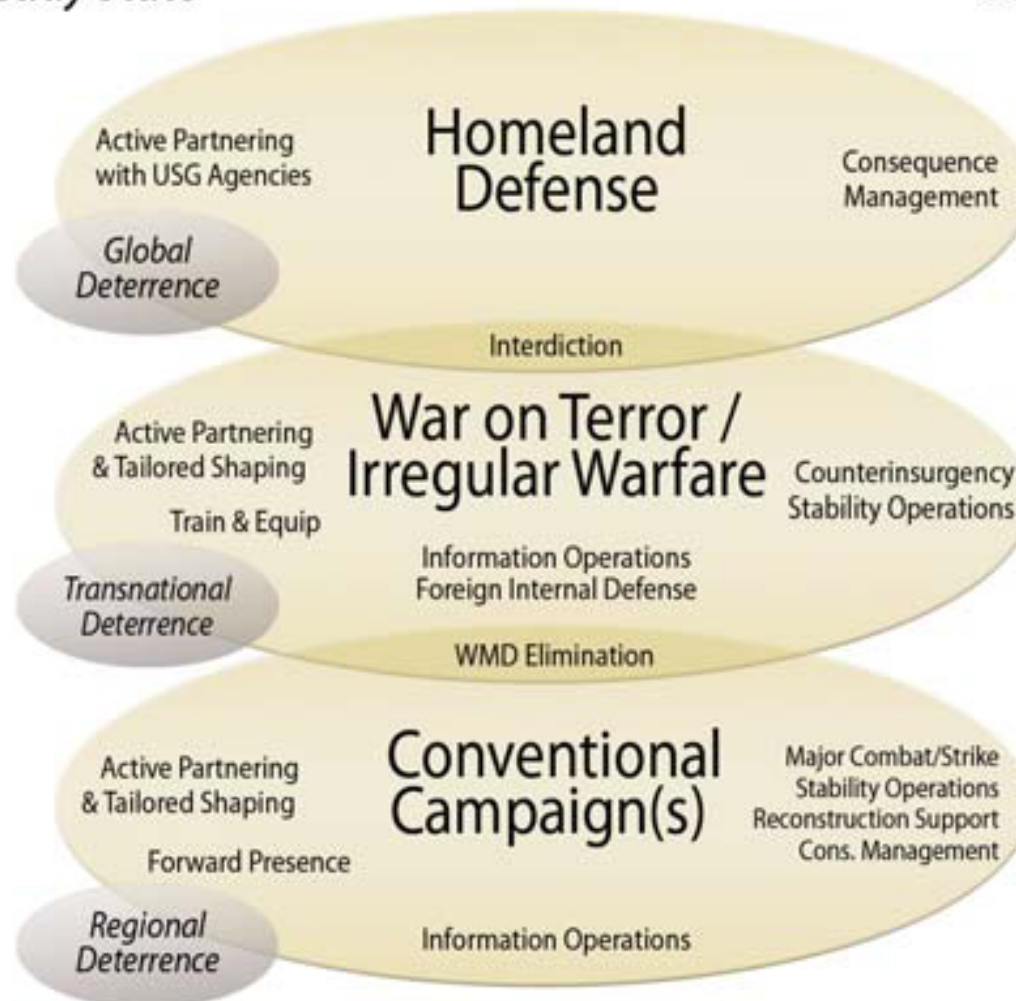 State
Homeland
Defense
Active Partnering
with USG Agencies
Consequence
Management
Global
Deterrence
Interdiction
War on Terror /
Irregular Warfare
Active Partnering
& Tailored Shaping
Train & Equip
Counterinsurgency
Stability Operations
Information Operations
Foreign Internal Defense
Transnational
Deterrence
WMD Elimination
Conventional
Campaign(s)
Active Partnering
& Tailored Shaping
Forward Presence
Major Combat/Strike
Stability Operations
Reconstruction Support
Cons. Management
Information Operations
Regional
Deterrence